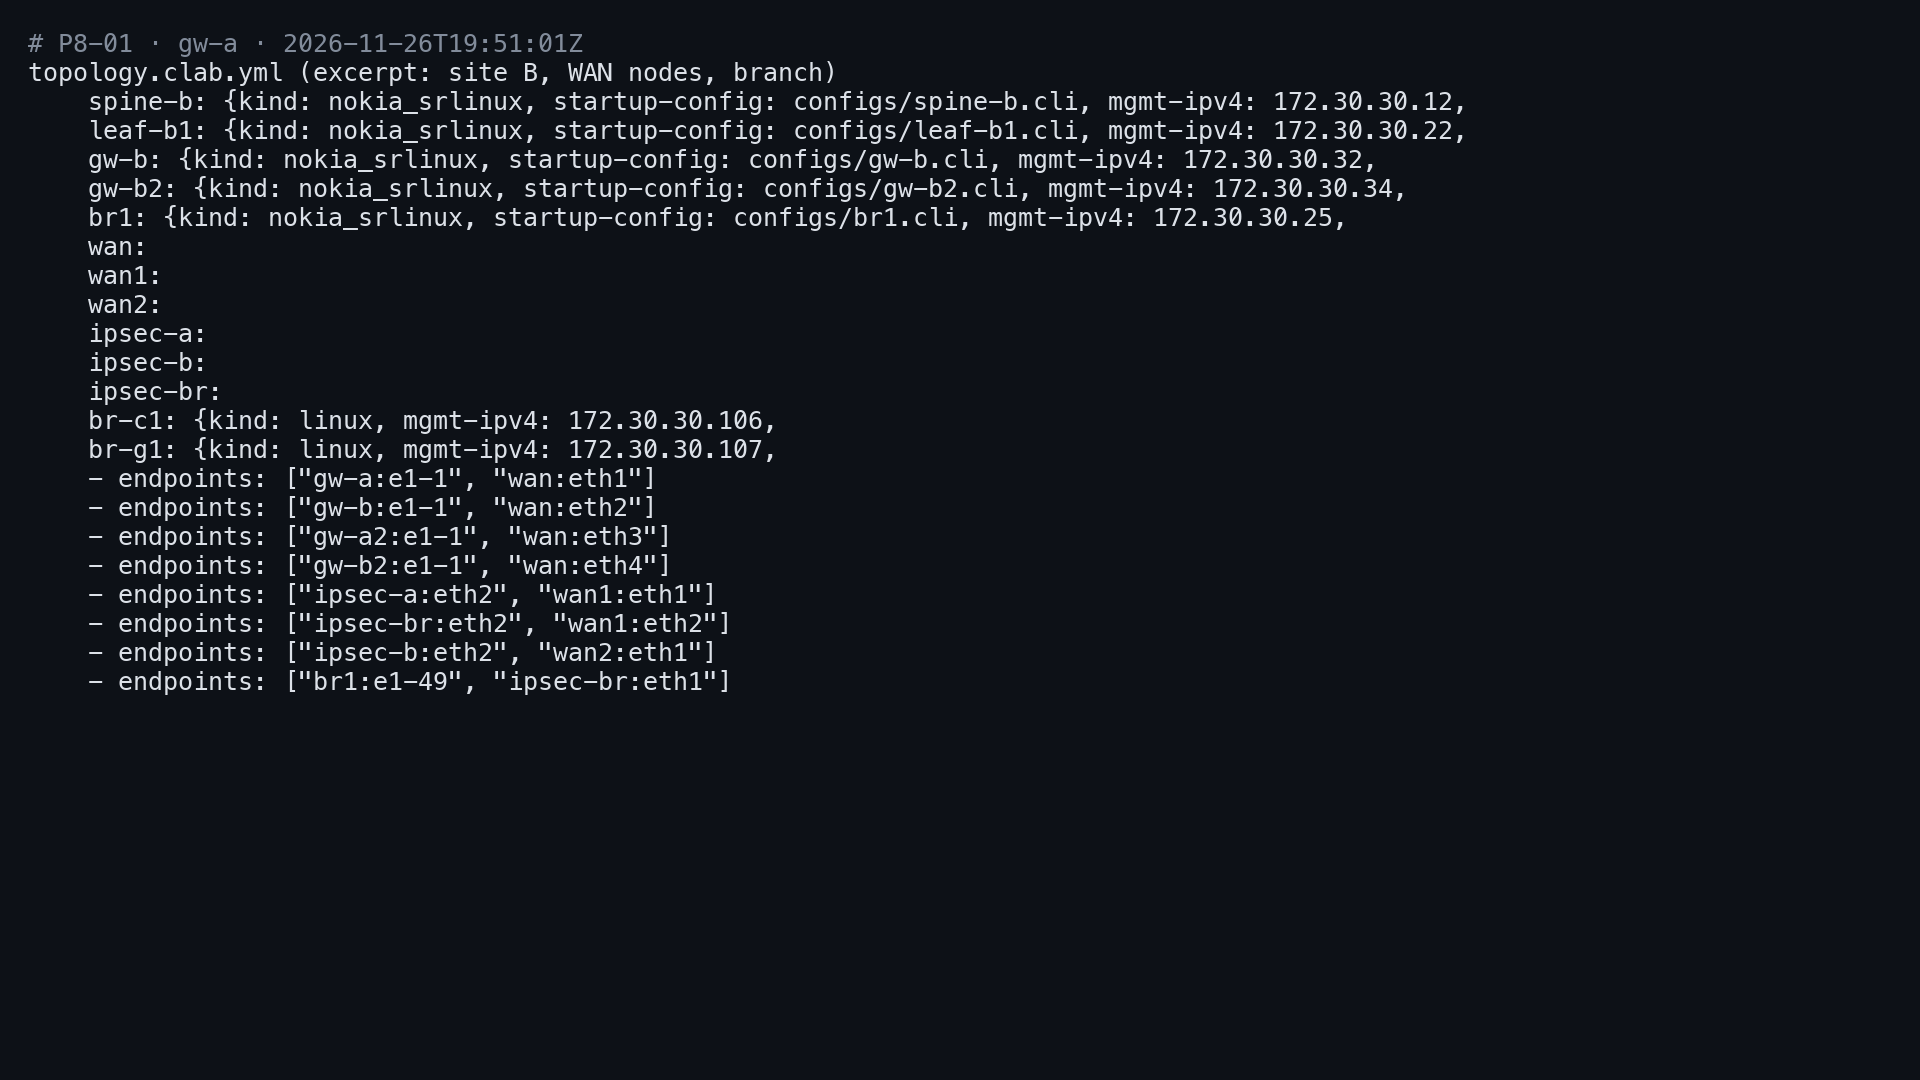 # P8-01 · gw-a · 2026-11-26T19:51:01Z
topology.clab.yml (excerpt: site B, WAN nodes, branch)
    spine-b: {kind: nokia_srlinux, startup-config: configs/spine-b.cli, mgmt-ipv4: 172.30.30.12,
    leaf-b1: {kind: nokia_srlinux, startup-config: configs/leaf-b1.cli, mgmt-ipv4: 172.30.30.22,
    gw-b: {kind: nokia_srlinux, startup-config: configs/gw-b.cli, mgmt-ipv4: 172.30.30.32,
    gw-b2: {kind: nokia_srlinux, startup-config: configs/gw-b2.cli, mgmt-ipv4: 172.30.30.34,
    br1: {kind: nokia_srlinux, startup-config: configs/br1.cli, mgmt-ipv4: 172.30.30.25,
    wan:
    wan1:
    wan2:
    ipsec-a:
    ipsec-b:
    ipsec-br:
    br-c1: {kind: linux, mgmt-ipv4: 172.30.30.106,
    br-g1: {kind: linux, mgmt-ipv4: 172.30.30.107,
    - endpoints: ["gw-a:e1-1", "wan:eth1"]
    - endpoints: ["gw-b:e1-1", "wan:eth2"]
    - endpoints: ["gw-a2:e1-1", "wan:eth3"]
    - endpoints: ["gw-b2:e1-1", "wan:eth4"]
    - endpoints: ["ipsec-a:eth2", "wan1:eth1"]
    - endpoints: ["ipsec-br:eth2", "wan1:eth2"]
    - endpoints: ["ipsec-b:eth2", "wan2:eth1"]
    - endpoints: ["br1:e1-49", "ipsec-br:eth1"]